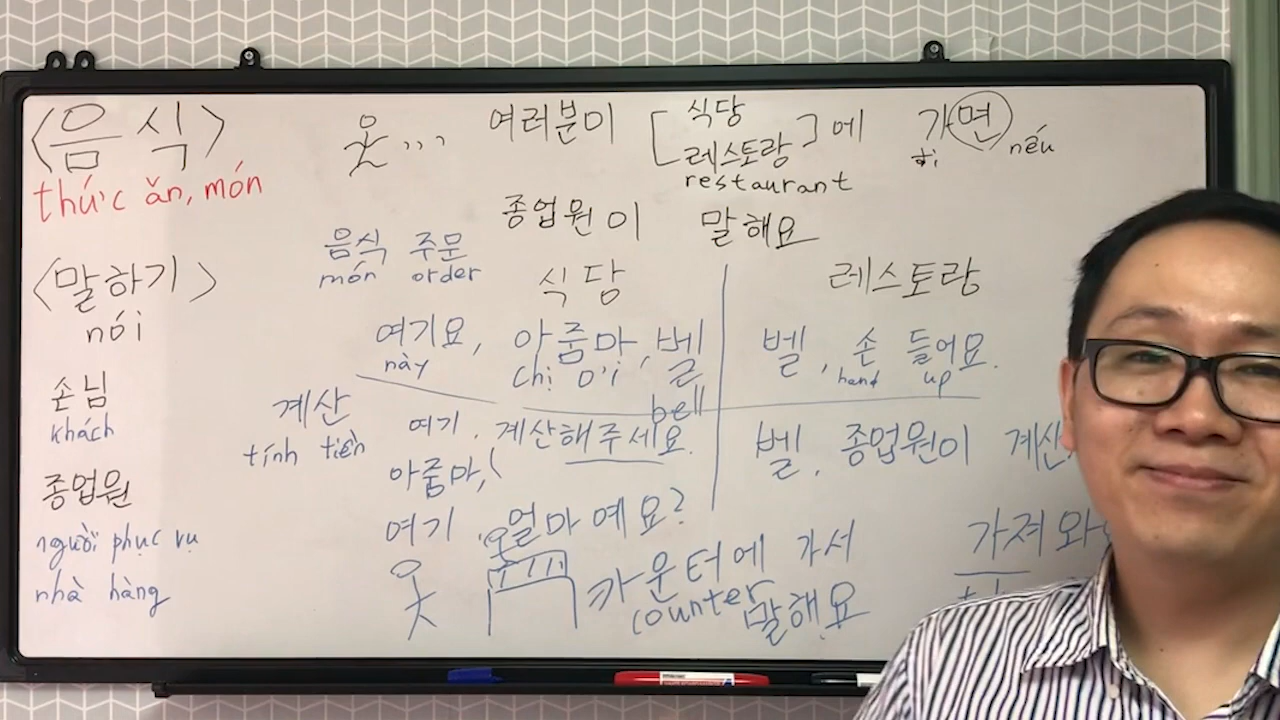 <음식>
thức ăn, món
여러분이 [식당 레스토랑]에 가면
restaurant
đi nếu
종업원이 말해요
음식 주문
món order
식당 레스토랑
<말하기>
nói
여기요, 아줌마, 벨
này chị ơi bell
벨, 손 들어요.
hand up
손님
khách
계산
tính tiền
여기. 계산해주세요.
아줌마,
벨. 종업원이 계산
종업원
người phục vụ
nhà hàng
여기 얼마예요?
카운터에 가서
counter 말해요
가져와